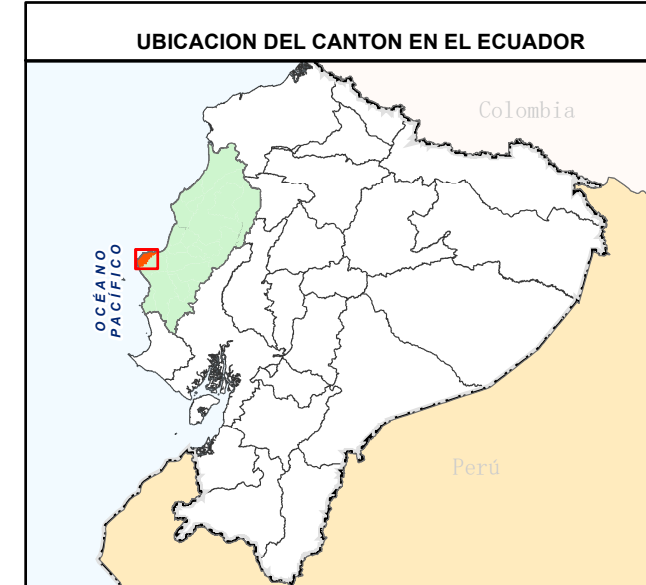 UBICACION DEL CANTON EN EL ECUADOR
Colombia
OCÉANO
PACÍFICO
Perú